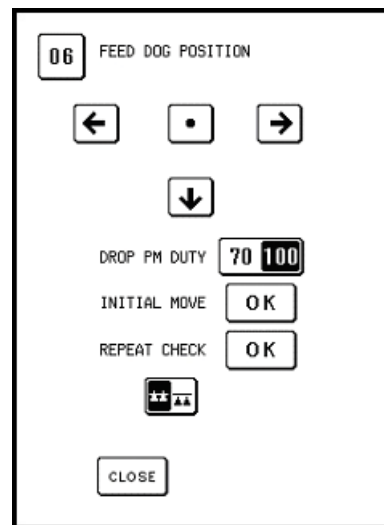 06 FEED DOG POSITION
DROP PM DUTY 70 100
INITIAL MOVE OK
REPEAT CHECK OK
CLOSE